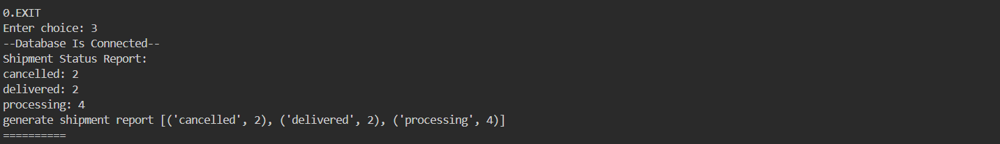 0.EXIT
Enter choice: 3
--Database Is Connected--
Shipment Status Report:
cancelled: 2
delivered: 2
processing: 4
generate shipment report [('cancelled', 2), ('delivered', 2), ('processing', 4)]
==========